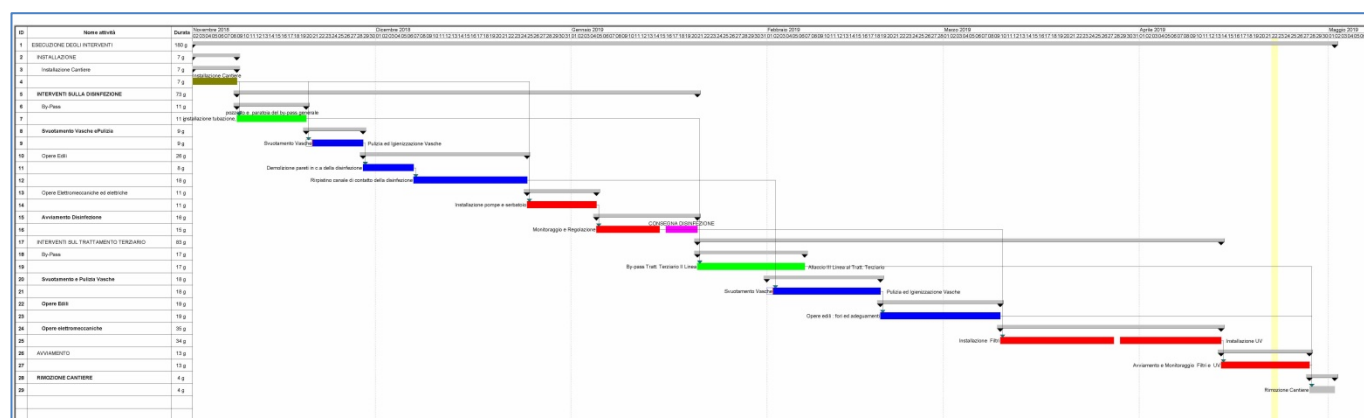 ID Nome attività Durata Novembre 2018 Dicembre 2018 Gennaio 2019 Febbraio 2019 Marzo 2019 Aprile 2019 Maggio 2019
1 ESECUZIONE DEGLI INTERVENTI 180 g
2 INSTALLAZIONE 7 g
3 Installazione Cantiere 7 g
4 7 g Installazione Cantiere
5 INTERVENTI SULLA DISINFEZIONE 73 g
6 By-Pass 11 g
pozzetto e paratoia del by pass generale
7 11 g Installazione tubazione,
8 Svuotamento Vasche ePulizia 9 g
9 9 g Svuotamento Vasche Pulizia ed Igienizzazione Vasche
10 Opere Edili 26 g
11 8 g Demolizione pareti in c.a della disinfezione
12 18 g Ripristino canale di contatto della disinfezione
13 Opere Elettromeccaniche ed elettriche 11 g
14 11 g Installazione pompe e serbatoio
15 Avviamento Disinfezione 16 g
CONSEGNA DISINFEZIONE
16 15 g Monitoraggio e Regolazione
17 INTERVENTI SUL TRATTAMENTO TERZIARIO 83 g
18 By-Pass 17 g
19 17 g By-pass Tratt. Terziario II Linea Allaccio III Linea al Tratt. Terziario
20 Svuotamento e Pulizia Vasche 18 g
21 18 g Svuotamento Vasche Pulizia ed Igienizzazione Vasche
22 Opere Edili 19 g
23 19 g Opere edili : fori ed adeguamenti
24 Opere elettromeccaniche 35 g
25 34 g Installazione Filtri Installazione UV
26 AVVIAMENTO 13 g
27 13 g Avviamento e Monitoraggio Filtri e UV
28 RIMOZIONE CANTIERE 4 g
29 4 g Rimozione Cantiere